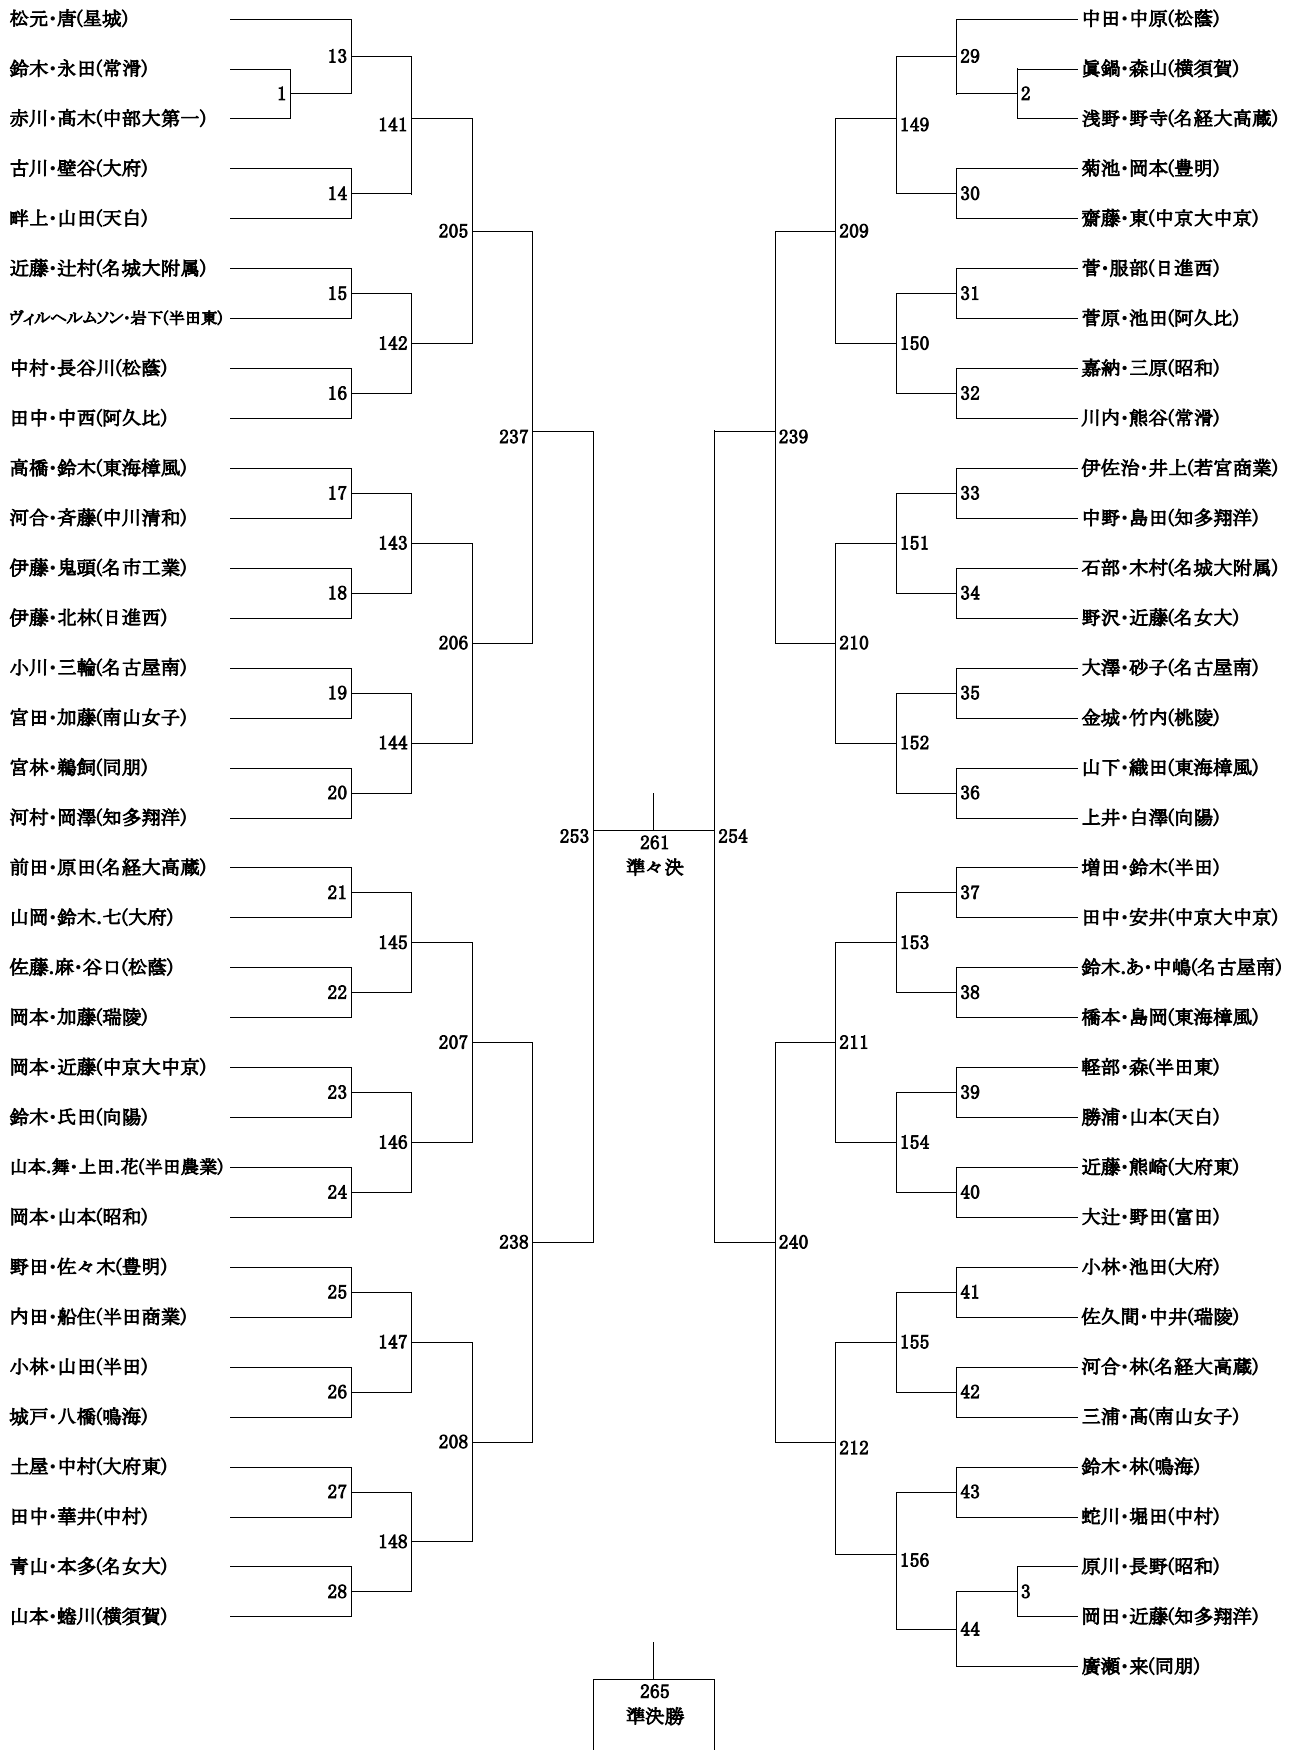 松元・唐(星城)
鈴木・永田(常滑)
赤川・髙木(中部大第一)
古川・壁谷(大府)
畔上・山田(天白)
近藤・辻村(名城大附属)
ヴィルヘルムソン・岩下(半田東)
中村・長谷川(松蔭)
田中・中西(阿久比)
高橋・鈴木(東海樟風)
河合・斉藤(中川清和)
伊藤・鬼頭(名市工業)
伊藤・北林(日進西)
小川・三輪(名古屋南)
宮田・加藤(南山女子)
宮林・鵜飼(同朋)
河村・岡澤(知多翔洋)
前田・原田(名経大高蔵)
山岡・鈴木.七(大府)
佐藤.麻・谷口(松蔭)
岡本・加藤(瑞陵)
岡本・近藤(中京大中京)
鈴木・氏田(向陽)
山本.舞・上田.花(半田農業)
岡本・山本(昭和)
野田・佐々木(豊明)
内田・船住(半田商業)
小林・山田(半田)
城戸・八橋(鳴海)
土屋・中村(大府東)
田中・華井(中村)
青山・本多(名女大)
山本・蜷川(横須賀)
1
13
14
15
16
17
18
19
20
21
22
23
24
25
26
27
28
141
142
143
144
145
146
147
148
205
206
207
208
237
238
253
261
準々決
254
265
準決勝
239
240
209
210
211
212
149
150
151
152
153
154
155
156
29
30
31
32
33
34
35
36
37
38
39
40
41
42
43
44
2
3
中田・中原(松蔭)
眞鍋・森山(横須賀)
浅野・野寺(名経大高蔵)
菊池・岡本(豊明)
齋藤・東(中京大中京)
菅・服部(日進西)
菅原・池田(阿久比)
嘉納・三原(昭和)
川内・熊谷(常滑)
伊佐治・井上(若宮商業)
中野・島田(知多翔洋)
石部・木村(名城大附属)
野沢・近藤(名女大)
大澤・砂子(名古屋南)
金城・竹内(桃陵)
山下・織田(東海樟風)
上井・白澤(向陽)
増田・鈴木(半田)
田中・安井(中京大中京)
鈴木.あ・中嶋(名古屋南)
橋本・島岡(東海樟風)
軽部・森(半田東)
勝浦・山本(天白)
近藤・熊崎(大府東)
大辻・野田(富田)
小林・池田(大府)
佐久間・中井(瑞陵)
河合・林(名経大高蔵)
三浦・髙(南山女子)
鈴木・林(鳴海)
蛇川・堀田(中村)
原川・長野(昭和)
岡田・近藤(知多翔洋)
廣瀬・来(同朋)